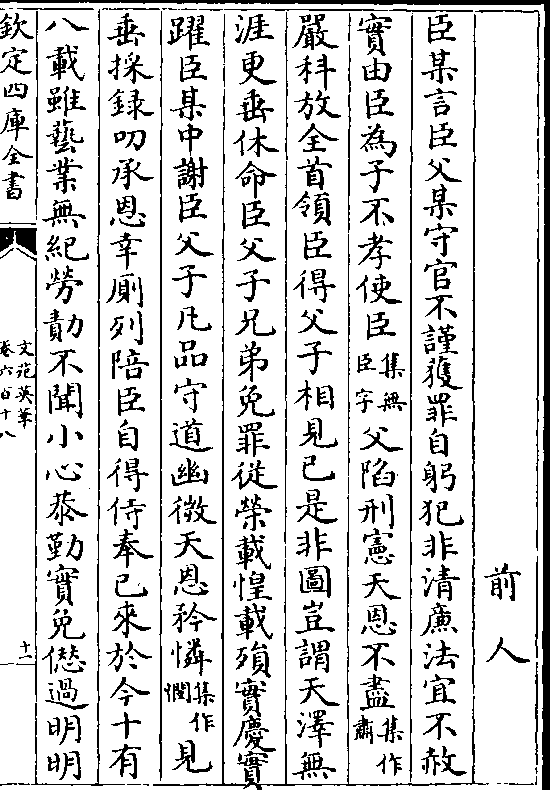 前人
臣某言臣父某守官不謹獲罪自躬犯非清廉法宜不赦
實由臣為子不孝使臣集無臣字父陷刑憲天恩不盡集作肅
嚴科放全首領臣得父子相見已是非圖豈謂天澤無
涯更垂休命臣父子兄弟免罪從榮載惶載殞實慶實
躍臣某中謝臣父子凡品守道幽微天恩矜憐集作憫見
垂採録叨承恩幸厠列陪臣自得侍奉已來於今十有
八載雖藝業無紀勞勣不聞小心恭勤實免僽過明明
欽定四庫全書
文苑英華
卷六百十八
十一